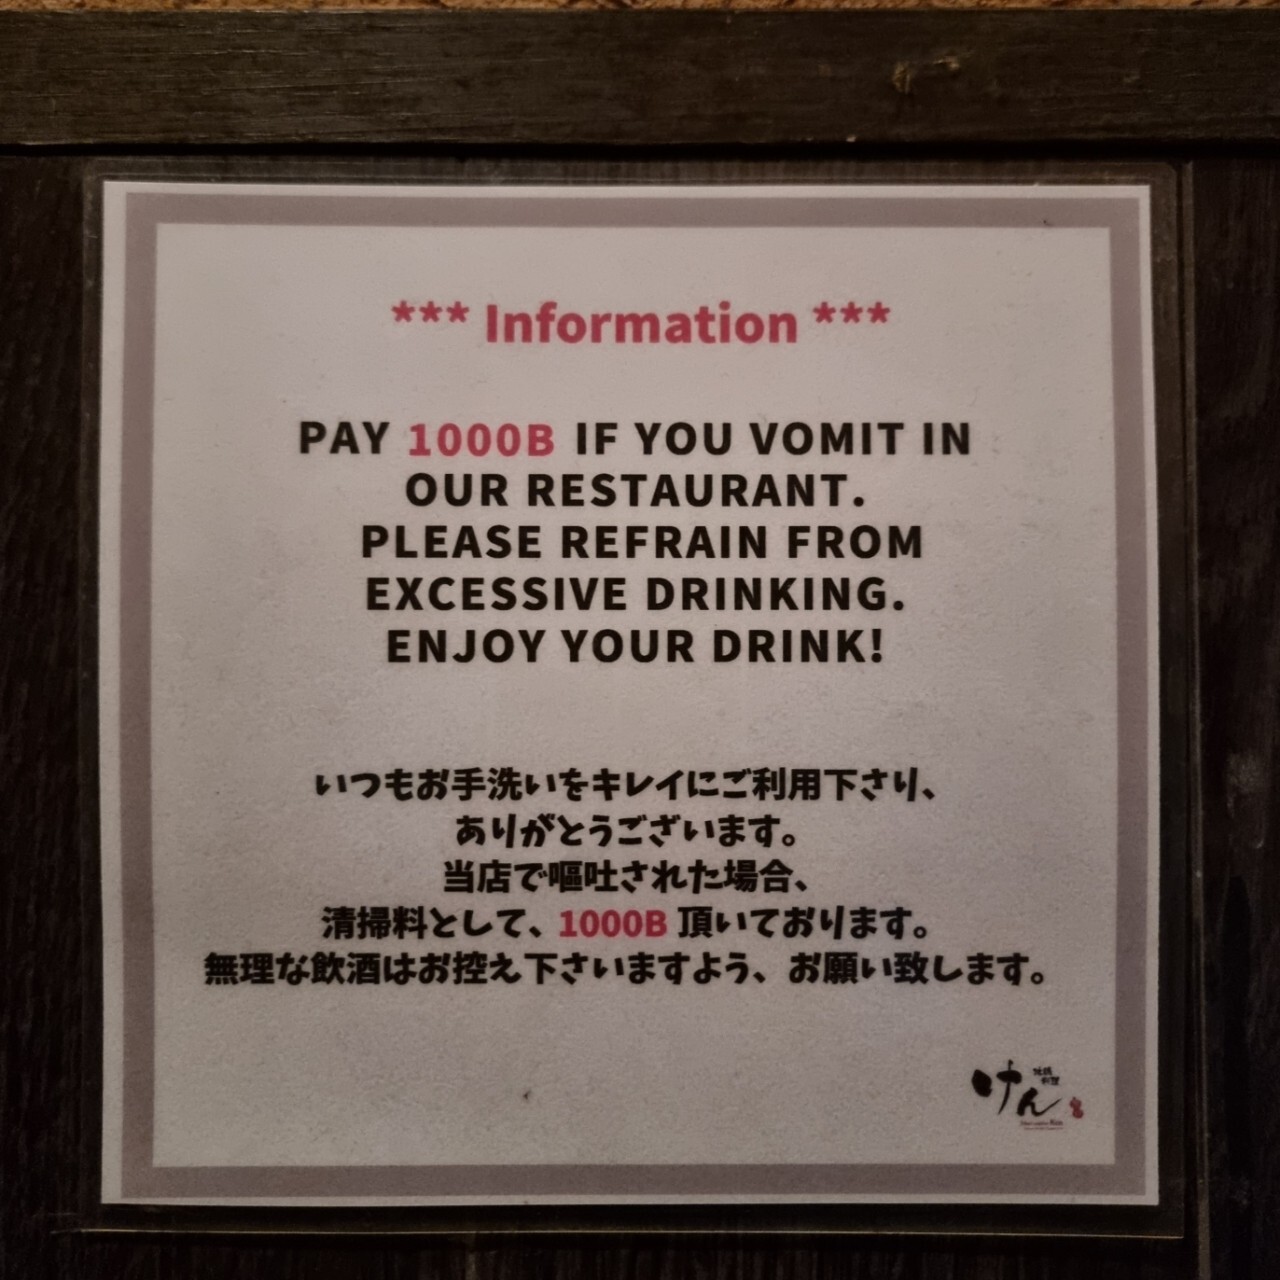 *** Information ***
PAY 1000B IF YOU VOMIT IN
OUR RESTAURANT.
PLEASE REFRAIN FROM
EXCESSIVE DRINKING.
ENJOY YOUR DRINK!
いつもお手洗いをキレイにご利用下さり、
ありがとうございます。
当店で嘔吐された場合、
清掃料として、1000B 頂いております。
無理な飲酒はお控え下さいますよう、お願い致します。
けん